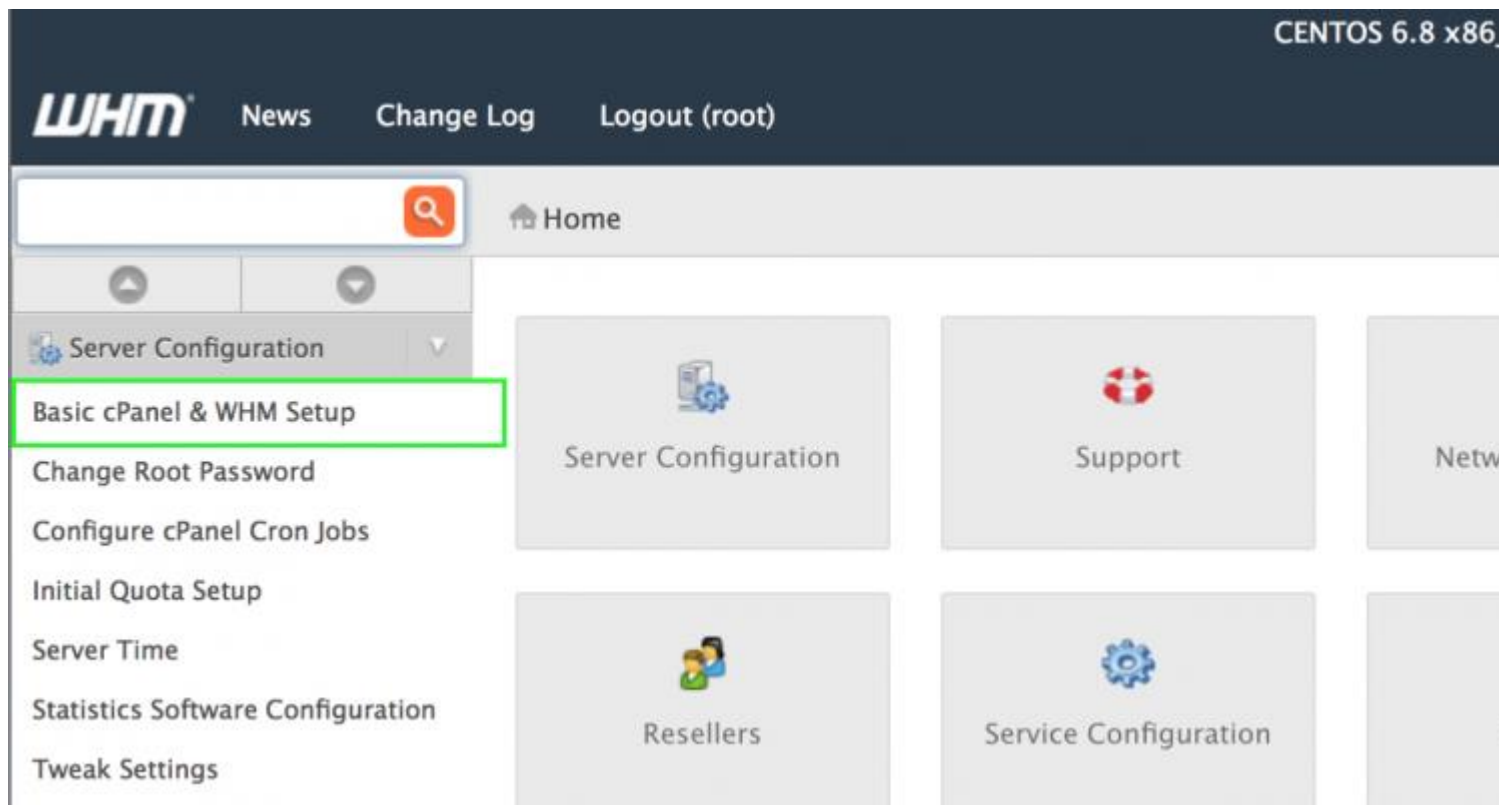 CENTOS 6.8 x86_
WHM News Change Log Logout (root)
Home
Server Configuration
Basic cPanel & WHM Setup
Change Root Password
Configure cPanel Cron Jobs
Initial Quota Setup
Server Time
Statistics Software Configuration
Tweak Settings
Server Configuration Support Netw
Resellers Service Configuration